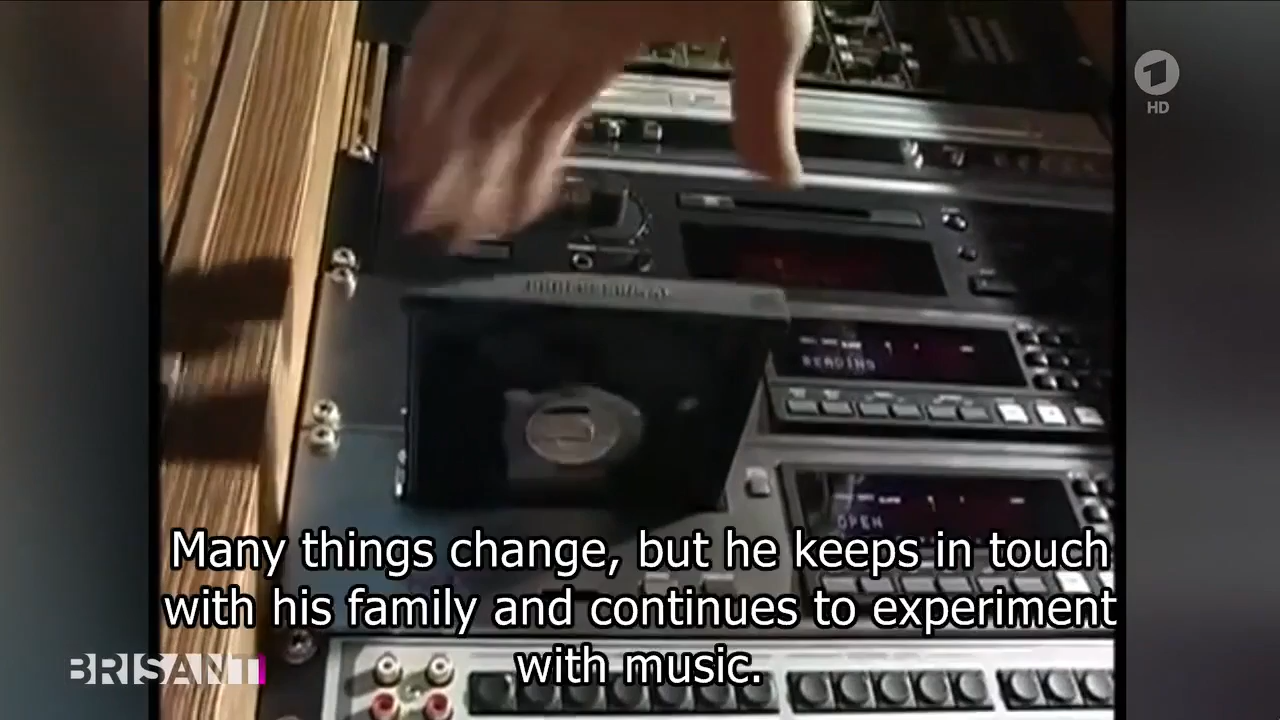 1
HD
READING
OPEN
Many things change, but he keeps in touch
with his family and continues to experiment
with music.
BRISANT